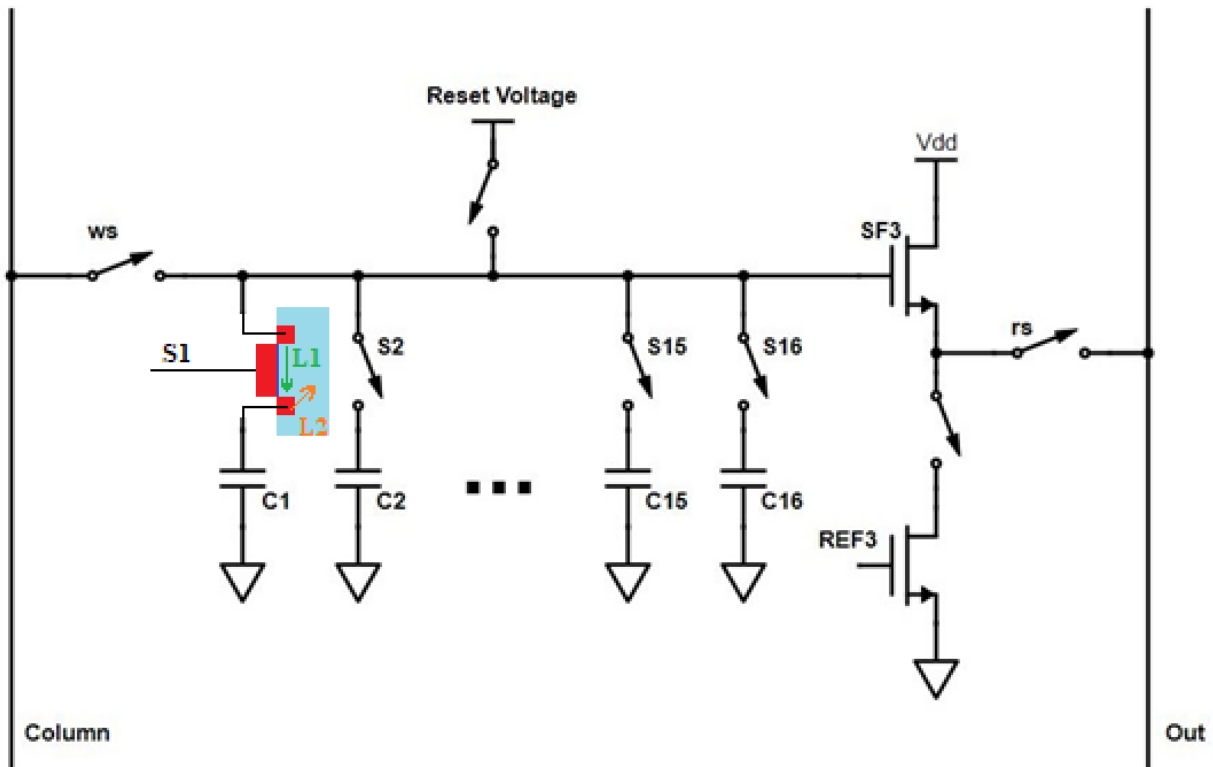 Reset Voltage
Vdd
ws
SF3
rs
S1
L1
S2
S15
S16
L2
C1
C2
C15
C16
REF3
Column
Out